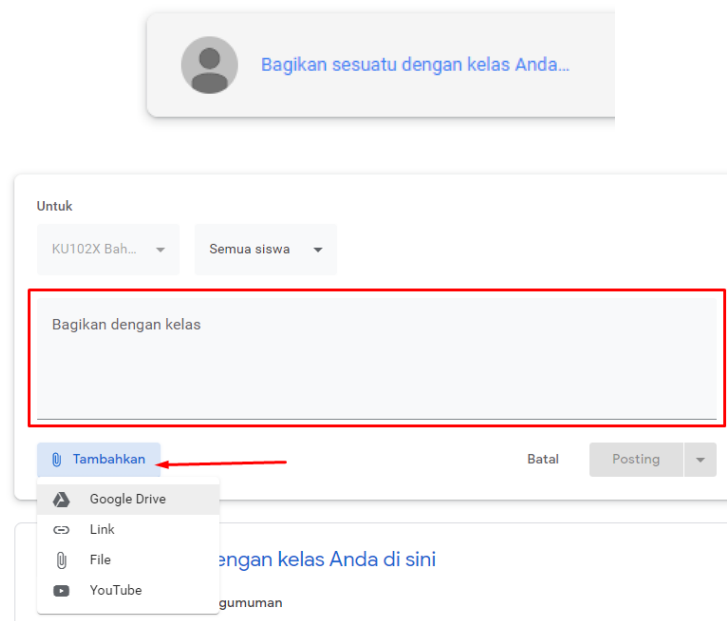 Bagikan sesuatu dengan kelas Anda...
Untuk
KU102X Bah... Semua siswa
Bagikan dengan kelas
Tambahkan Batal Posting
Google Drive
Link
File
engan kelas Anda di sini
YouTube
gumuman